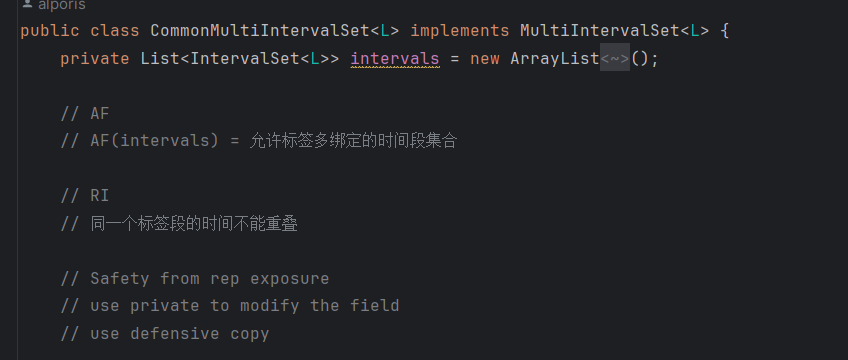 alporis
public class CommonMultiIntervalSet<L> implements MultiIntervalSet<L> {
private List<IntervalSet<L>> intervals = new ArrayList<~>();
// AF
// AF(intervals) = 允许标签多绑定的时间段集合
// RI
// 同一个标签段的时间不能重叠
// Safety from rep exposure
// use private to modify the field
// use defensive copy